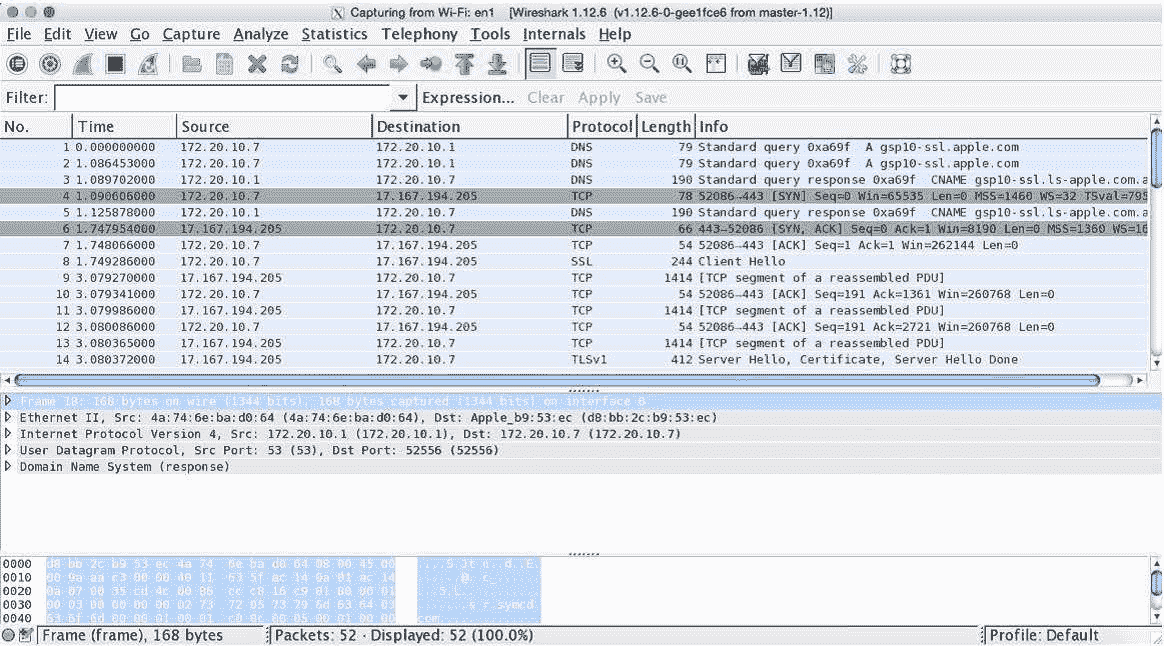 Capturing from Wi-Fi: en1 [Wireshark 1.12.6 (v1.12.6-0-gee1fce6 from master-1.12)]
File Edit View Go Capture Analyze Statistics Telephony Tools Internals Help
Filter: Expression... Clear Apply Save
No. Time Source Destination Protocol Length Info
1 0.000000000 172.20.10.7 172.20.10.1 DNS 79 Standard query 0xa69f A gsp10-ssl.apple.com
2 1.086453000 172.20.10.7 172.20.10.1 DNS 79 Standard query 0xa69f A gsp10-ssl.apple.com
3 1.089702000 172.20.10.1 172.20.10.7 DNS 190 Standard query response 0xa69f CNAME gsp10-ssl.ls-apple.com.a
4 1.090606000 172.20.10.7 17.167.194.205 TCP 78 52086→443 [SYN] Seq=0 Win=65535 Len=0 MSS=1460 WS=32 TSval=795
5 1.125878000 172.20.10.1 172.20.10.7 DNS 190 Standard query response 0xa69f CNAME gsp10-ssl.ls-apple.com.a
6 1.747954000 17.167.194.205 172.20.10.7 TCP 66 443→52086 [SYN, ACK] Seq=0 Ack=1 Win=8190 Len=0 MSS=1360 WS=16
7 1.748066000 172.20.10.7 17.167.194.205 TCP 54 52086→443 [ACK] Seq=1 Ack=1 Win=262144 Len=0
8 1.749286000 172.20.10.7 17.167.194.205 SSL 244 Client Hello
9 3.079270000 17.167.194.205 172.20.10.7 TCP 1414 [TCP segment of a reassembled PDU]
10 3.079341000 172.20.10.7 17.167.194.205 TCP 54 52086→443 [ACK] Seq=191 Ack=1361 Win=260768 Len=0
11 3.079986000 17.167.194.205 172.20.10.7 TCP 1414 [TCP segment of a reassembled PDU]
12 3.080086000 172.20.10.7 17.167.194.205 TCP 54 52086→443 [ACK] Seq=191 Ack=2721 Win=260768 Len=0
13 3.080365000 17.167.194.205 172.20.10.7 TCP 1414 [TCP segment of a reassembled PDU]
14 3.080372000 17.167.194.205 172.20.10.7 TLSv1 412 Server Hello, Certificate, Server Hello Done
Frame 18: 168 bytes on wire (1344 bits), 168 bytes captured (1344 bits) on interface 0
Ethernet II, Src: 4a:74:6e:ba:d0:64 (4a:74:6e:ba:d0:64), Dst: Apple_b9:53:ec (d8:bb:2c:b9:53:ec)
Internet Protocol Version 4, Src: 172.20.10.1 (172.20.10.1), Dst: 172.20.10.7 (172.20.10.7)
User Datagram Protocol, Src Port: 53 (53), Dst Port: 52556 (52556)
Domain Name System (response)
0000 d8 bb 2c b9 53 ec 4a 74 6e ba d0 64 08 00 45 00
0010 00 9a aa c3 00 00 40 11 63 5f ac 14 0a 01 ac 14
0020 0a 07 00 35 cd 4c 00 86
0030 00 03 00 00 00 00 02 73 72 05 73 79 6d 63 64 03
0040
Frame (frame), 168 bytes Packets: 52 · Displayed: 52 (100.0%) Profile: Default